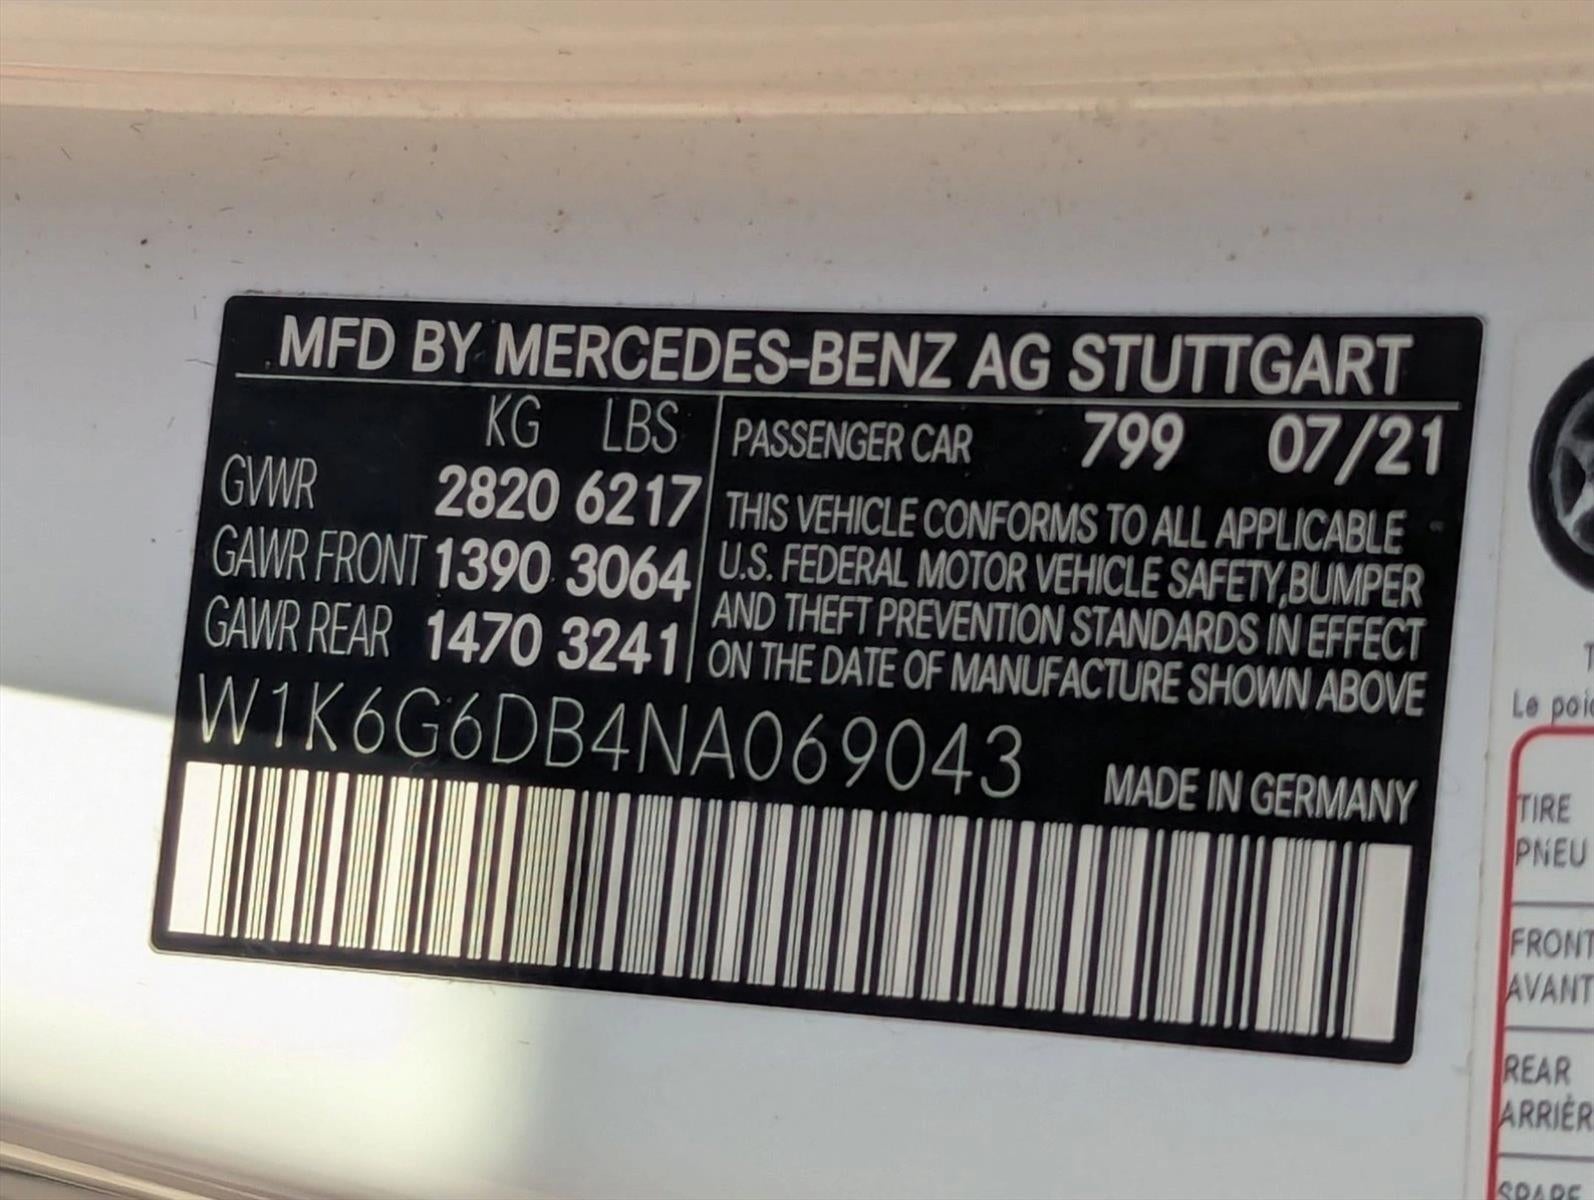 MFD BY MERCEDES-BENZ AG STUTTGART
KG LBS
GVWR 2820 6217
GAWR FRONT 1390 3064
GAWR REAR 1470 3241
PASSENGER CAR 799 07/21
THIS VEHICLE CONFORMS TO ALL APPLICABLE
U.S. FEDERAL MOTOR VEHICLE SAFETY,BUMPER
AND THEFT PREVENTION STANDARDS IN EFFECT
ON THE DATE OF MANUFACTURE SHOWN ABOVE
W1K6G6DB4NA069043
MADE IN GERMANY
Le
TIRE
PNEU
FRONT
AVANT
REAR